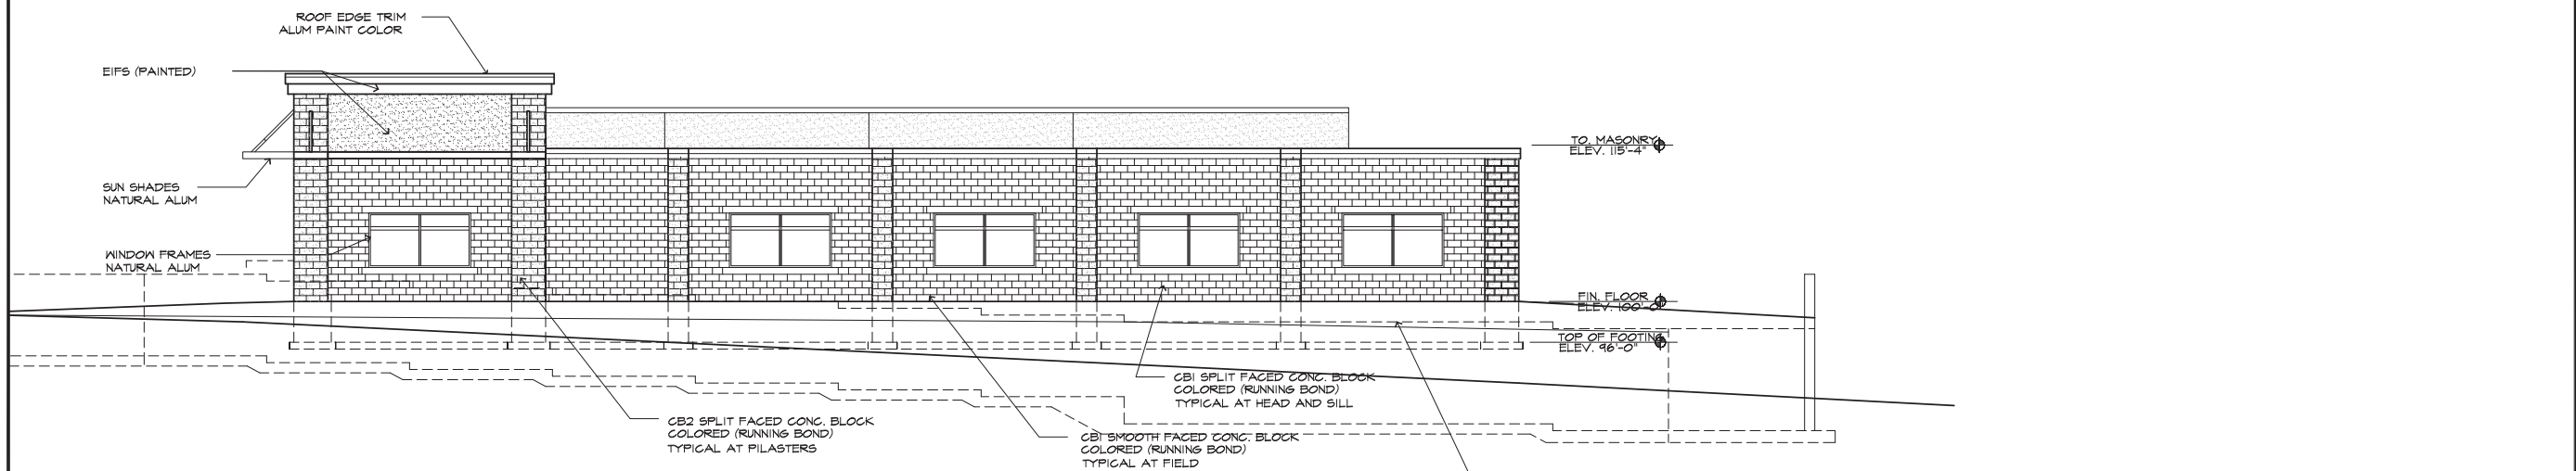 ROOF EDGE TRIM
ALUM PAINT COLOR
EIFS (PAINTED)
SUN SHADES
NATURAL ALUM
WINDOW FRAMES
NATURAL ALUM
T.O. MASONRY
ELEV. 115'-4"
FIN. FLOOR
ELEV. 100'-0"
TOP OF FOOTING
ELEV. 96'-0"
CB1 SPLIT FACED CONC. BLOCK
COLORED (RUNNING BOND)
TYPICAL AT HEAD AND SILL
CB2 SPLIT FACED CONC. BLOCK
COLORED (RUNNING BOND)
TYPICAL AT PILASTERS
CB1 SMOOTH FACED CONC. BLOCK
COLORED (RUNNING BOND)
TYPICAL AT FIELD